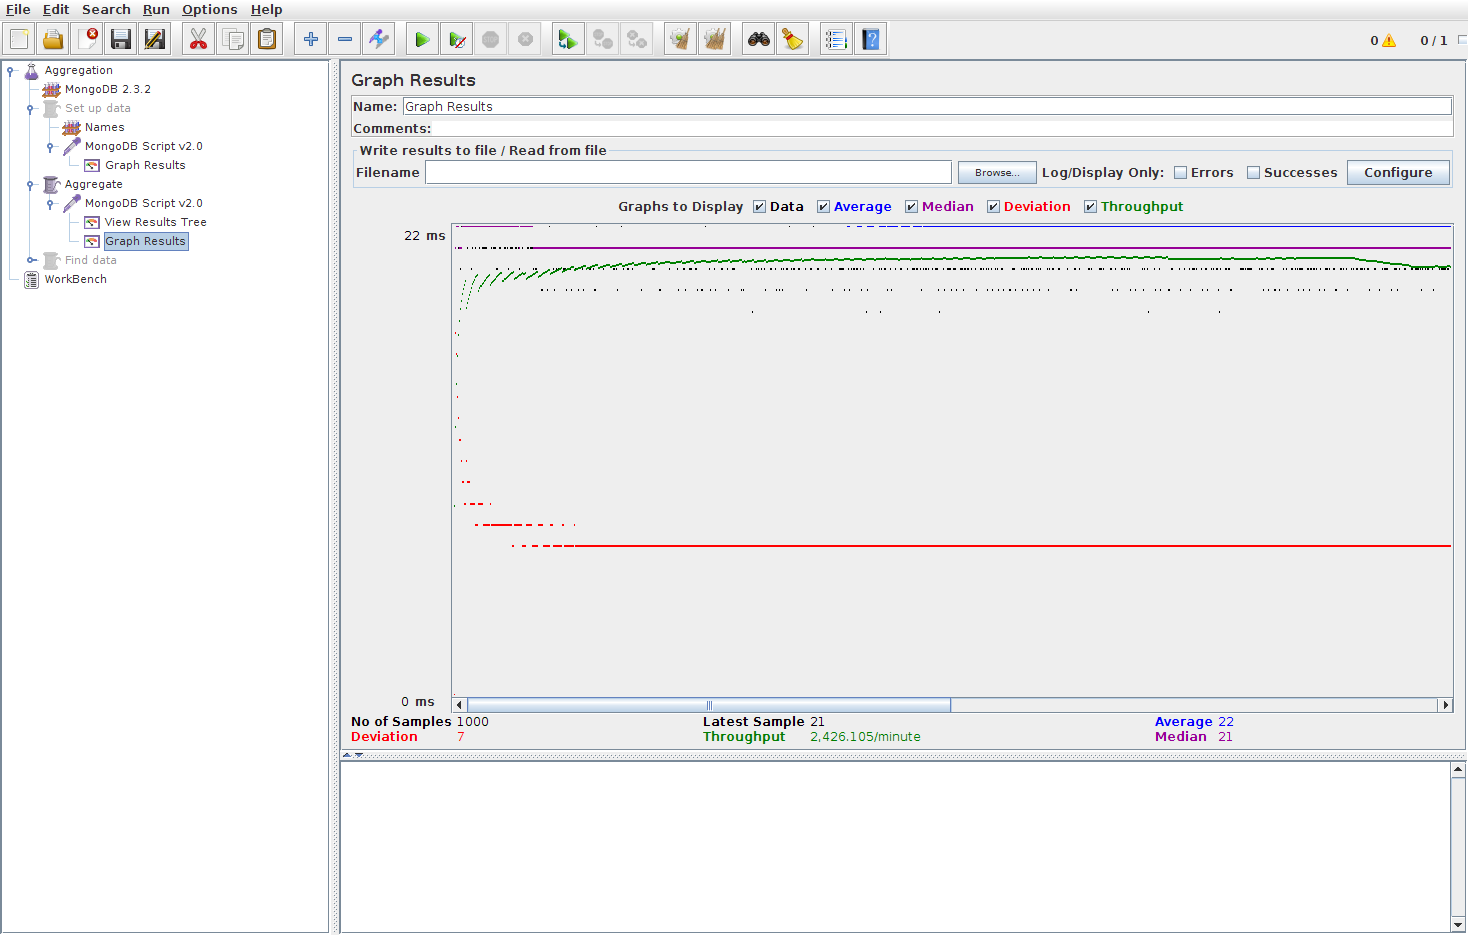 File Edit Search Run Options Help
0 0 / 1
Aggregation
MongoDB 2.3.2
Set up data
Names
MongoDB Script v2.0
Graph Results
Aggregate
MongoDB Script v2.0
View Results Tree
Graph Results
Find data
WorkBench
Graph Results
Name: Graph Results
Comments:
Write results to file / Read from file
Filename Browse... Log/Display Only: Errors Successes Configure
Graphs to Display Data Average Median Deviation Throughput
22 ms
0 ms
No of Samples 1000 Latest Sample 21 Average 22
Deviation 7 Throughput 2,426.105/minute Median 21